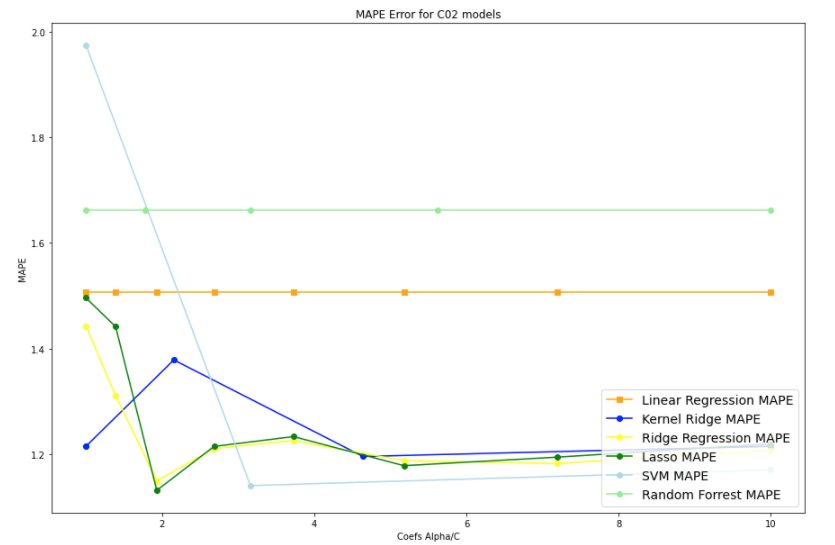 MAPE Error for C02 models
2.0
1.8
1.6
1.4
1.2
MAPE
Linear Regression MAPE
Kernel Ridge MAPE
Ridge Regression MAPE
Lasso MAPE
SVM MAPE
Random Forrest MAPE
2 4 6 8 10
Coefs Alpha/C